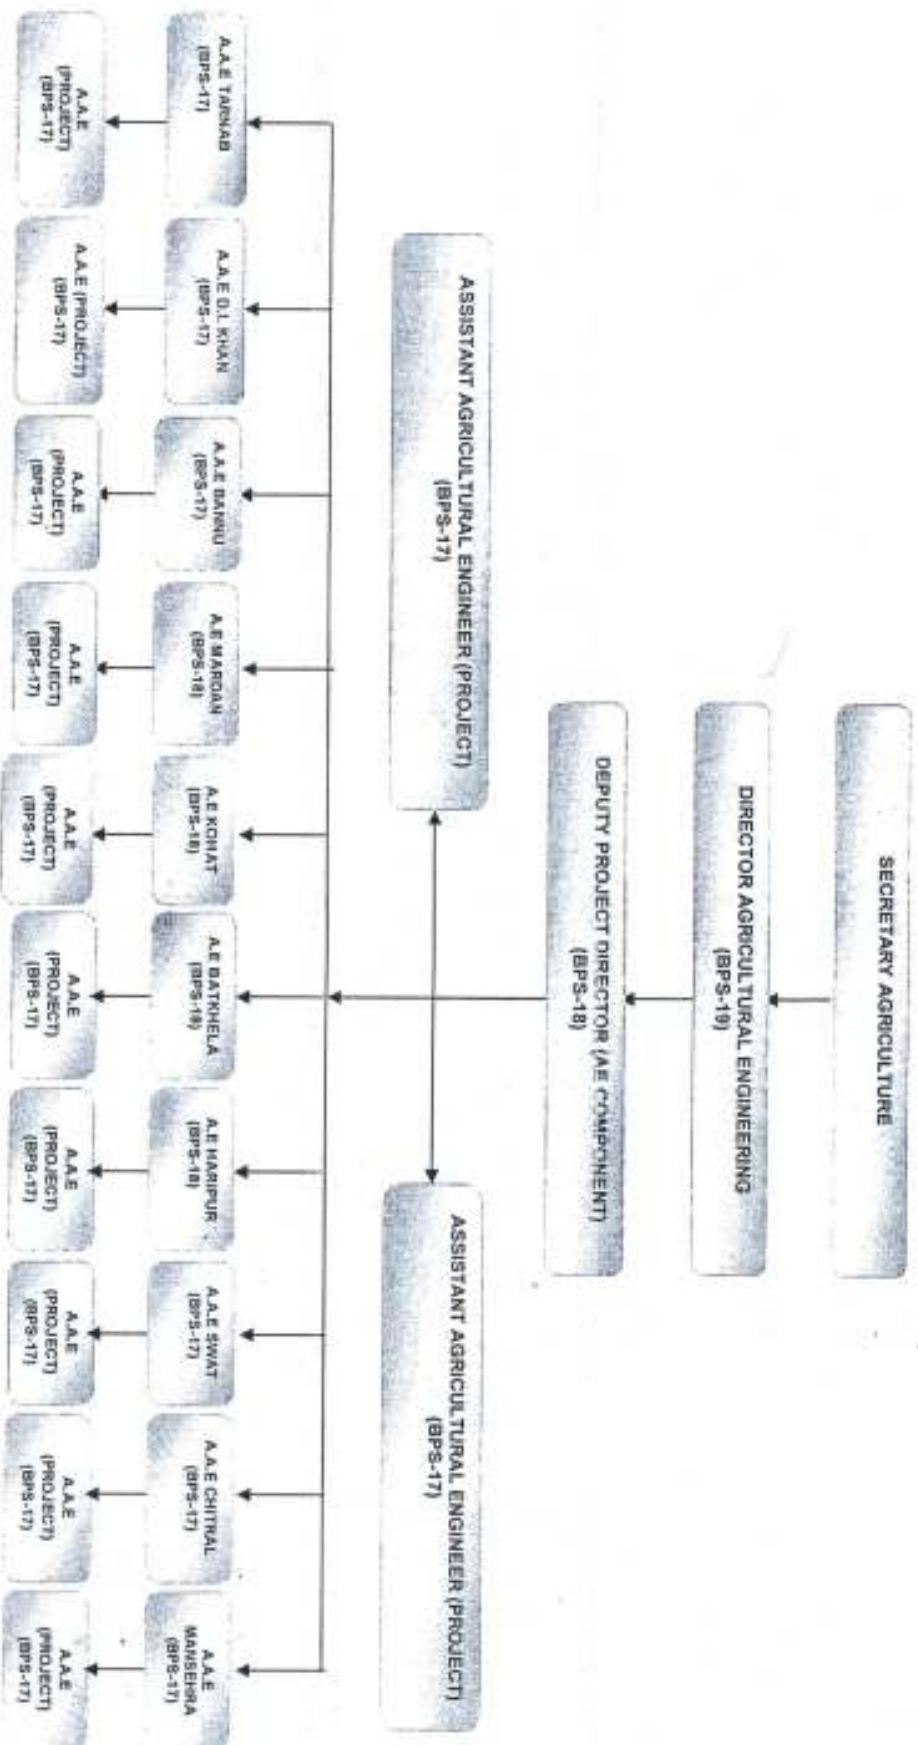 SECRETARY AGRICULTURE
DIRECTOR AGRICULTURAL ENGINEERING
(BPS-19)
DEPUTY PROJECT DIRECTOR (AE COMPONENT)
(BPS-18)
ASSISTANT AGRICULTURAL ENGINEER (PROJECT)
(BPS-17)
ASSISTANT AGRICULTURAL ENGINEER (PROJECT)
(BPS-17)
A.A.E TARNAB
(BPS-17)
A.A.E D.I. KHAN
(BPS-17)
A.A.E BANNU
(BPS-17)
A.E MARDAN
(BPS-18)
A.E KOHAT
(BPS-18)
A.E BATKHELA
(BPS-18)
A.E HARIPUR
(BPS-18)
A.A.E SWAT
(BPS-17)
A.A.E CHITRAL
(BPS-17)
A.A.E
MANSEHRA
(BPS-17)
A.A.E
(PROJECT)
(BPS-17)
A.A.E (PROJECT)
(BPS-17)
A.A.E
(PROJECT)
(BPS-17)
A.A.E
(PROJECT)
(BPS-17)
A.A.E
(PROJECT)
(BPS-17)
A.A.E
(PROJECT)
(BPS-17)
A.A.E
(PROJECT)
(BPS-17)
A.A.E
(PROJECT)
(BPS-17)
A.A.E
(PROJECT)
(BPS-17)
A.A.E
(PROJECT)
(BPS-17)